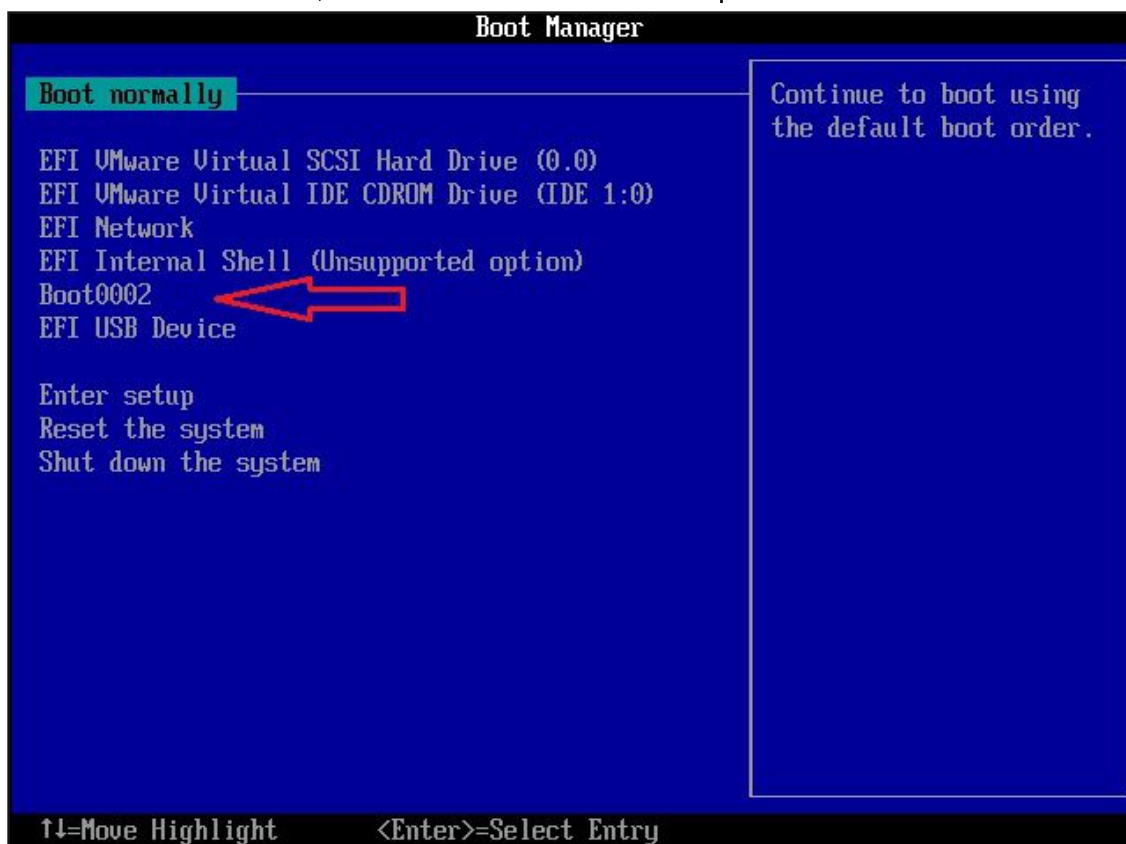 Boot Manager
Boot normally
Continue to boot using
the default boot order.
EFI VMware Virtual SCSI Hard Drive (0.0)
EFI VMware Virtual IDE CDROM Drive (IDE 1:0)
EFI Network
EFI Internal Shell (Unsupported option)
Boot0002
EFI USB Device
Enter setup
Reset the system
Shut down the system
↑↓=Move Highlight <Enter>=Select Entry